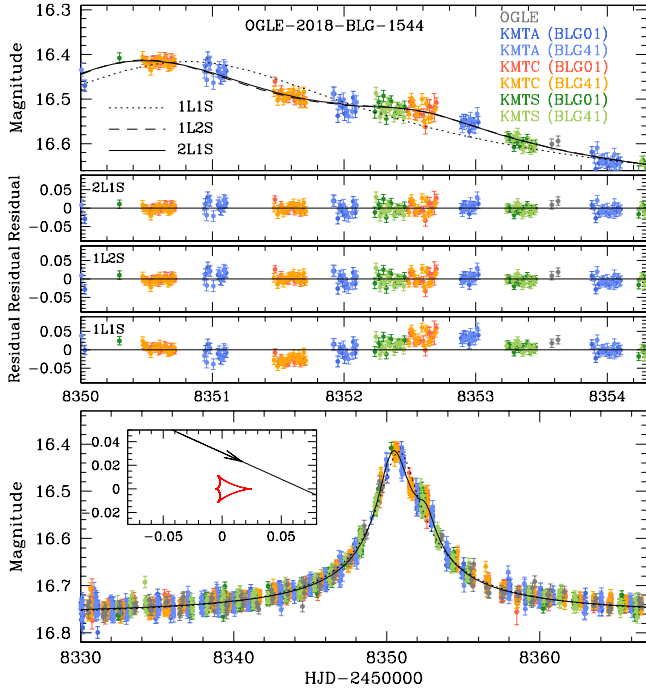 OGLE-2018-BLG-1544
OGLE
KMTA (BLG01)
KMTA (BLG41)
KMTC (BLG01)
KMTC (BLG41)
KMTS (BLG01)
KMTS (BLG41)
1L1S
1L2S
2L1S
Magnitude
16.3
16.4
16.5
16.6
2L1S
Residual
0.05
0
−0.05
1L2S
Residual
0.05
0
−0.05
1L1S
Residual
0.05
0
−0.05
8350
8351
8352
8353
8354
Magnitude
16.4
16.5
16.6
16.7
16.8
0.04
0.02
0
−0.02
−0.05
0
0.05
8330
8340
8350
8360
HJD−2450000